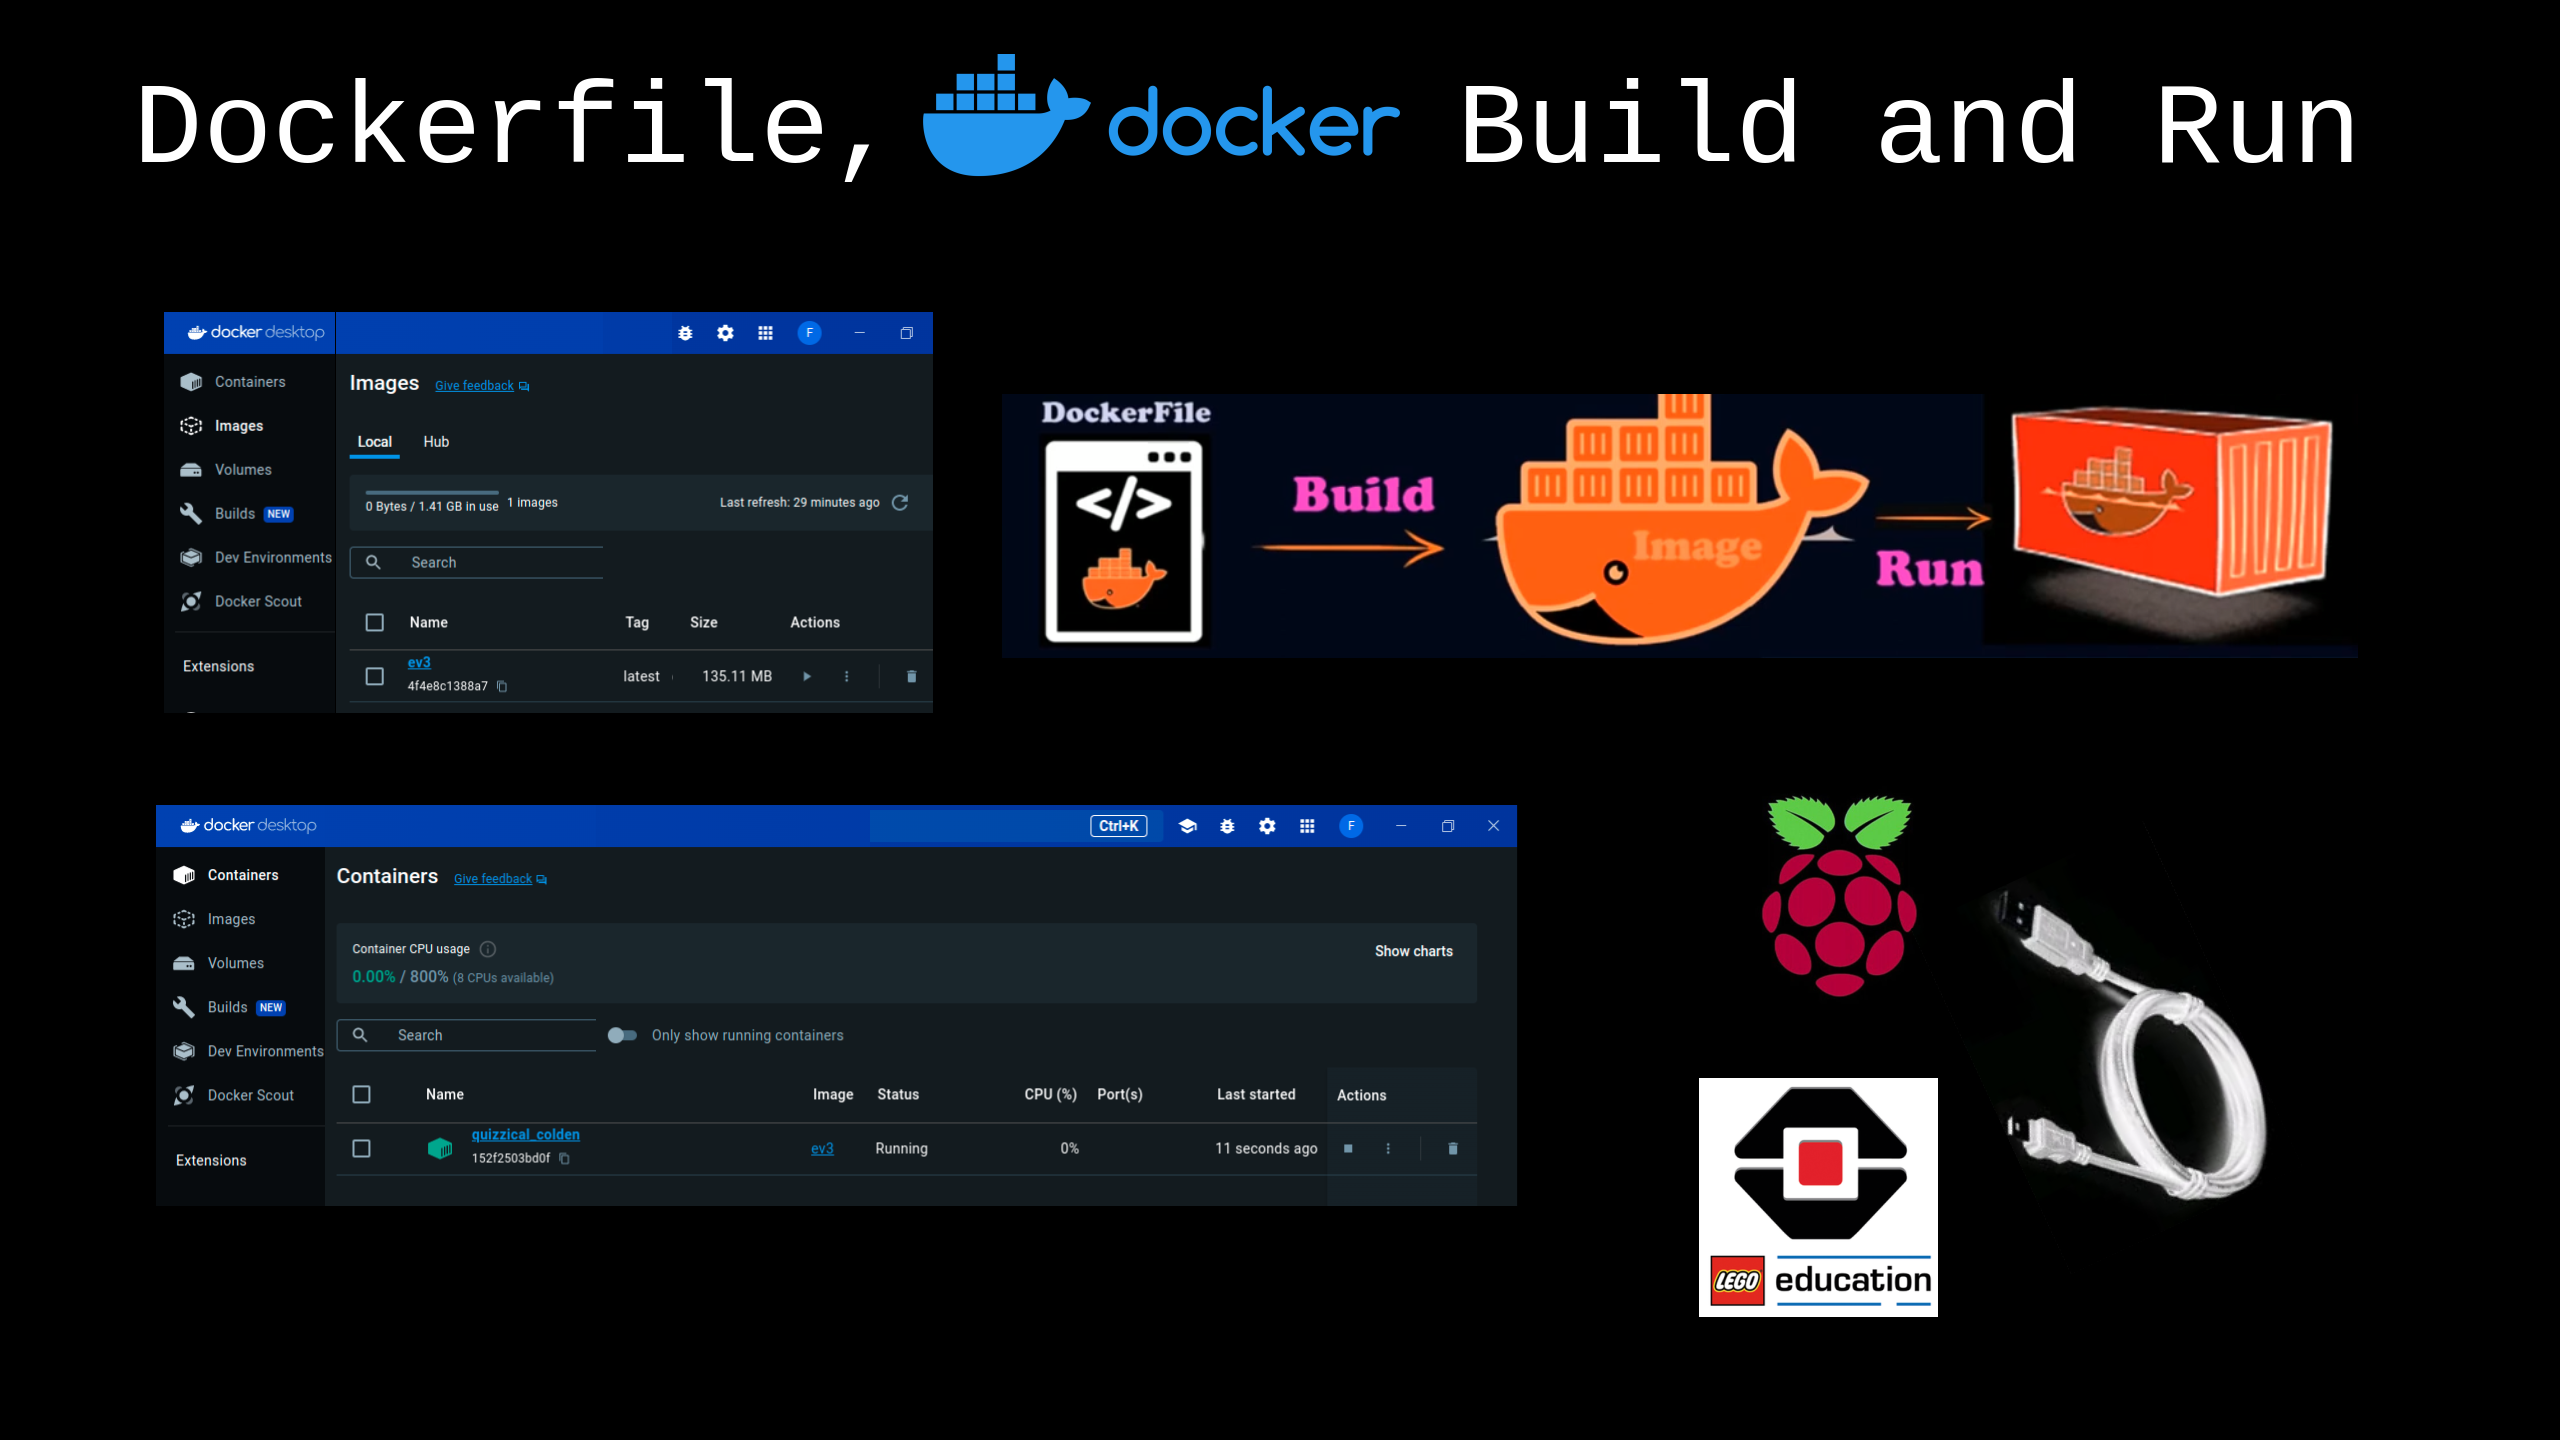 Dockerfile, docker Build and Run
docker desktop
F
Containers
Images
Volumes
Builds NEW
Dev Environments
Docker Scout
Extensions
Images Give feedback
Local Hub
0 Bytes / 1.41 GB in use 1 images Last refresh: 29 minutes ago
Search
Name Tag Size Actions
ev3
4f4e8c1388a7
latest 135.11 MB
DockerFile
</>
Build
Image
Run
docker desktop
Ctrl+K F
Containers
Images
Volumes
Builds NEW
Dev Environments
Docker Scout
Extensions
Containers Give feedback
Container CPU usage
0.00% / 800% (8 CPUs available)
Show charts
Search Only show running containers
Name Image Status CPU (%) Port(s) Last started Actions
quizzical_colden
152f2503bd0f
ev3 Running 0% 11 seconds ago
LEGO education